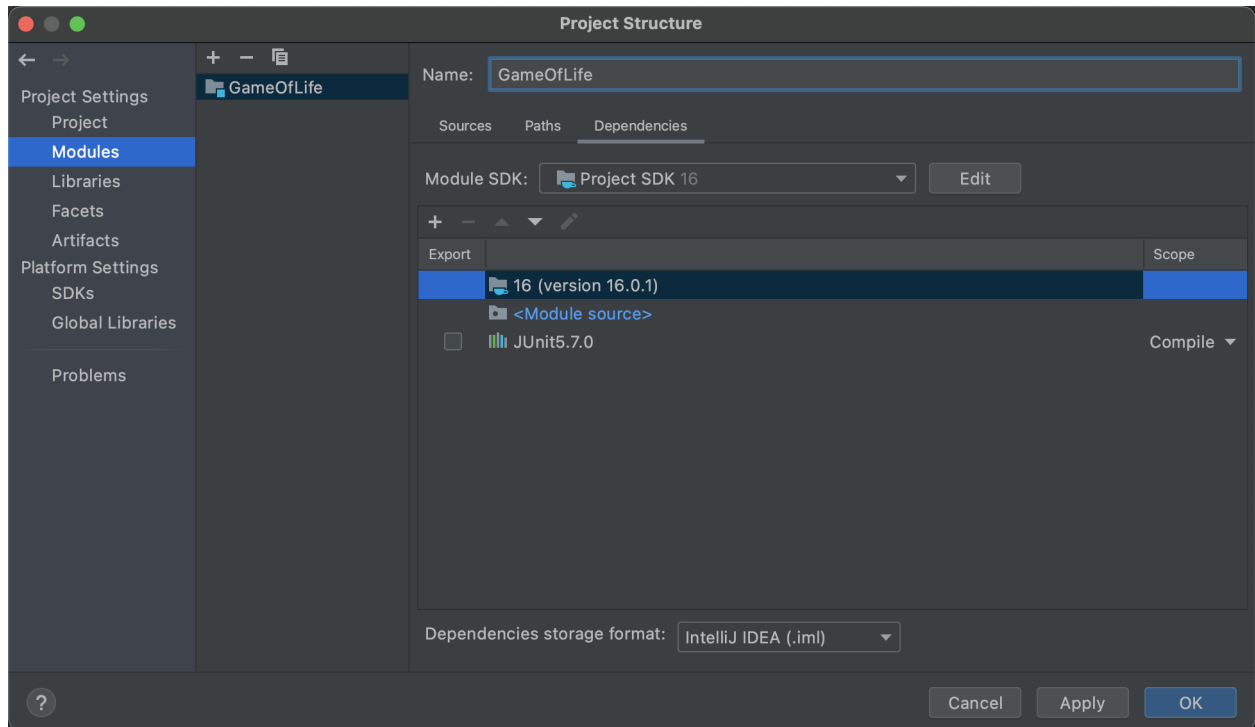 Project Structure
Project Settings
Project
Modules
Libraries
Facets
Artifacts
Platform Settings
SDKs
Global Libraries
Problems
GameOfLife
Name: GameOfLife
Sources Paths Dependencies
Module SDK: Project SDK 16 Edit
Export Scope
16 (version 16.0.1)
<Module source>
JUnit5.7.0 Compile
Dependencies storage format: IntelliJ IDEA (.iml)
? Cancel Apply OK